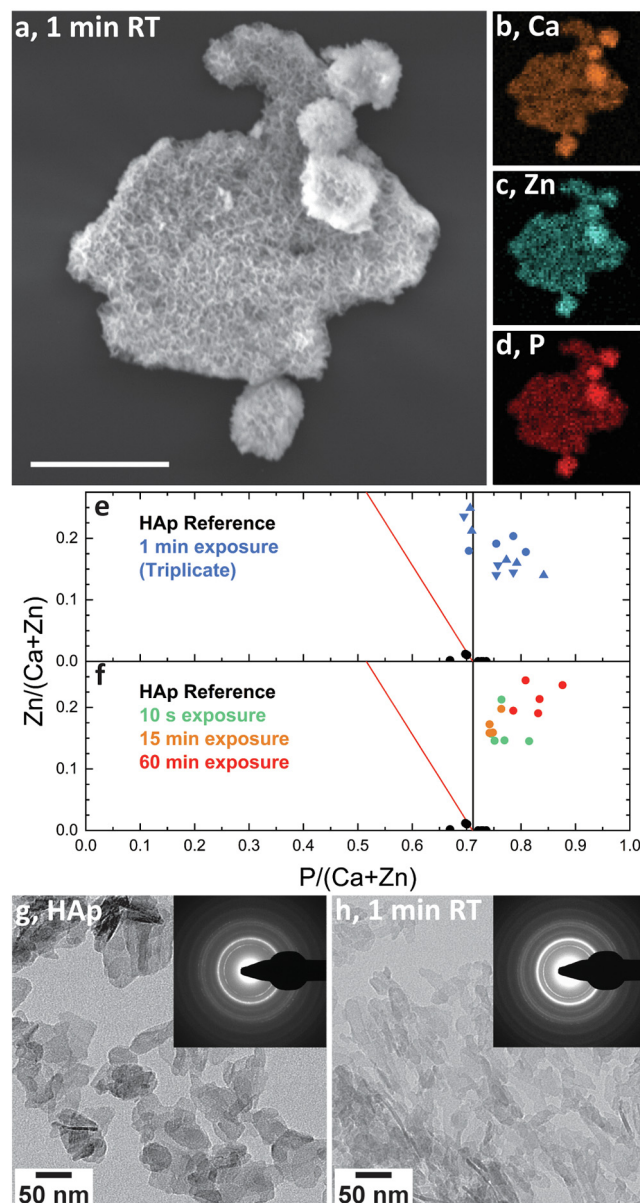 a, 1 min RT
b, Ca
c, Zn
d, P
e
HAp Reference
1 min exposure
(Triplicate)
0.2
0.1
0.0
f
HAp Reference
10 s exposure
15 min exposure
60 min exposure
0.2
0.1
0.0
Zn/(Ca+Zn)
0.0 0.1 0.2 0.3 0.4 0.5 0.6 0.7 0.8 0.9 1.0
P/(Ca+Zn)
g, HAp
50 nm
h, 1 min RT
50 nm